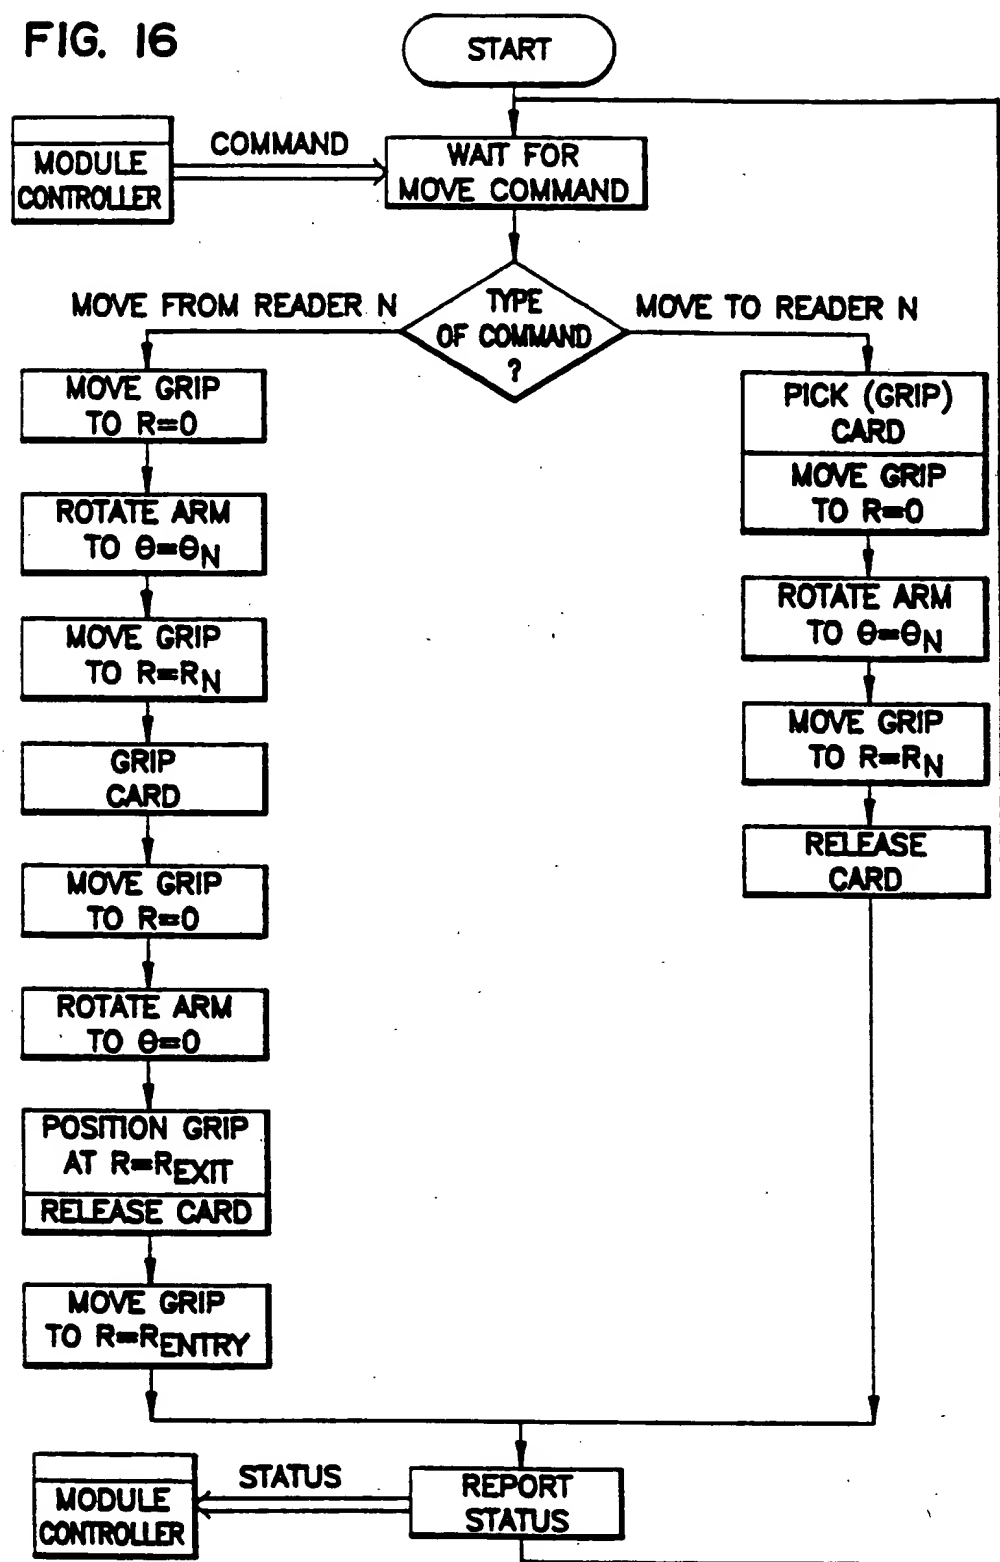 FIG. 16
START
COMMAND
MODULE
CONTROLLER
WAIT FOR
MOVE COMMAND
MOVE FROM READER N
TYPE
OF COMMAND
?
MOVE TO READER N
MOVE GRIP
TO R=0
ROTATE ARM
TO θ=θN
MOVE GRIP
TO R=RN
GRIP
CARD
MOVE GRIP
TO R=0
ROTATE ARM
TO θ=0
POSITION GRIP
AT R=REXIT
RELEASE CARD
MOVE GRIP
TO R=RENTRY
PICK (GRIP)
CARD
MOVE GRIP
TO R=0
ROTATE ARM
TO θ=θN
MOVE GRIP
TO R=RN
RELEASE
CARD
STATUS
MODULE
CONTROLLER
REPORT
STATUS